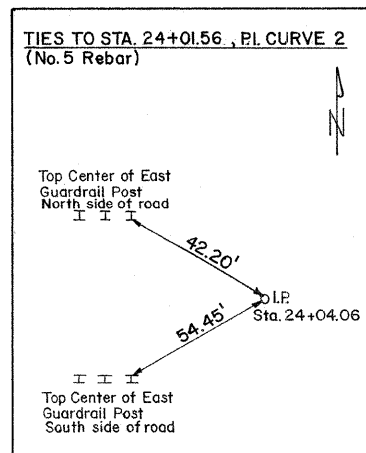 TIES TO STA. 24+01.56, P.I. CURVE 2
(No. 5 Rebar)
N
Top Center of East
Guardrail Post
North side of road
42.20'
I.P.
Sta. 24+04.06
54.45'
Top Center of East
Guardrail Post
South side of road